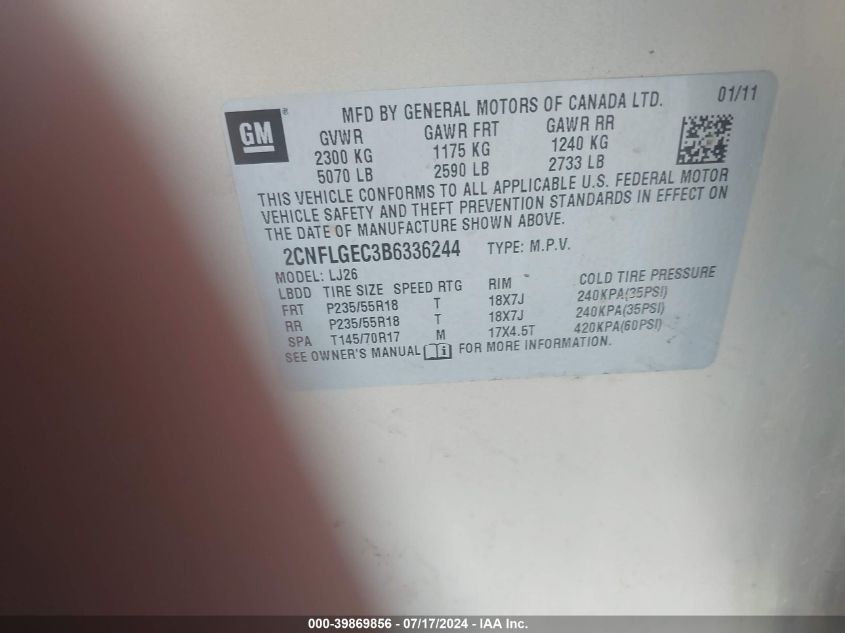 MFD BY GENERAL MOTORS OF CANADA LTD. 01/11
GM ®
GVWR GAWR FRT GAWR RR
2300 KG 1175 KG 1240 KG
5070 LB 2590 LB 2733 LB
THIS VEHICLE CONFORMS TO ALL APPLICABLE U.S. FEDERAL MOTOR
VEHICLE SAFETY AND THEFT PREVENTION STANDARDS IN EFFECT ON
THE DATE OF MANUFACTURE SHOWN ABOVE.
2CNFLGEC3B6336244 TYPE: M.P.V.
MODEL: LJ26
LBDD TIRE SIZE SPEED RTG RIM COLD TIRE PRESSURE
FRT P235/55R18 T 18X7J 240KPA(35PSI)
RR P235/55R18 T 18X7J 240KPA(35PSI)
SPA T145/70R17 M 17X4.5T 420KPA(60PSI)
SEE OWNER'S MANUAL FOR MORE INFORMATION.
000-39869856 - 07/17/2024 - IAA Inc.